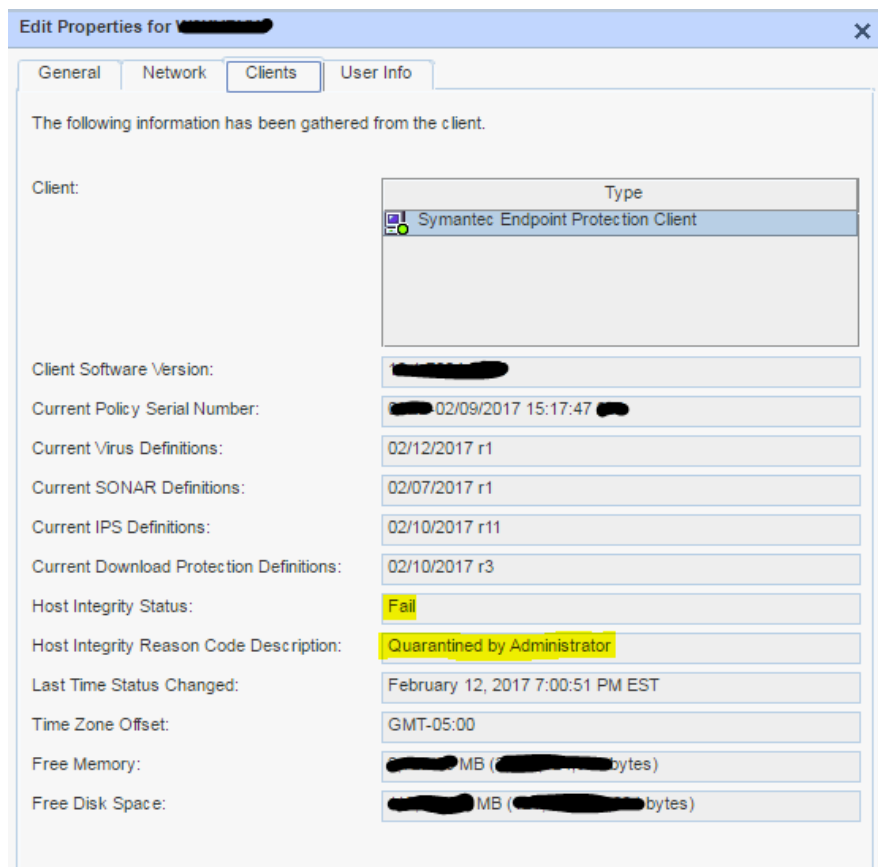 Edit Properties for
General Network Clients User Info
The following information has been gathered from the client.
Client:
Type
Symantec Endpoint Protection Client
Client Software Version:
Current Policy Serial Number: 02/09/2017 15:17:47
Current Virus Definitions: 02/12/2017 r1
Current SONAR Definitions: 02/07/2017 r1
Current IPS Definitions: 02/10/2017 r11
Current Download Protection Definitions: 02/10/2017 r3
Host Integrity Status: Fail
Host Integrity Reason Code Description: Quarantined by Administrator
Last Time Status Changed: February 12, 2017 7:00:51 PM EST
Time Zone Offset: GMT-05:00
Free Memory: MB ( bytes)
Free Disk Space: MB ( bytes)